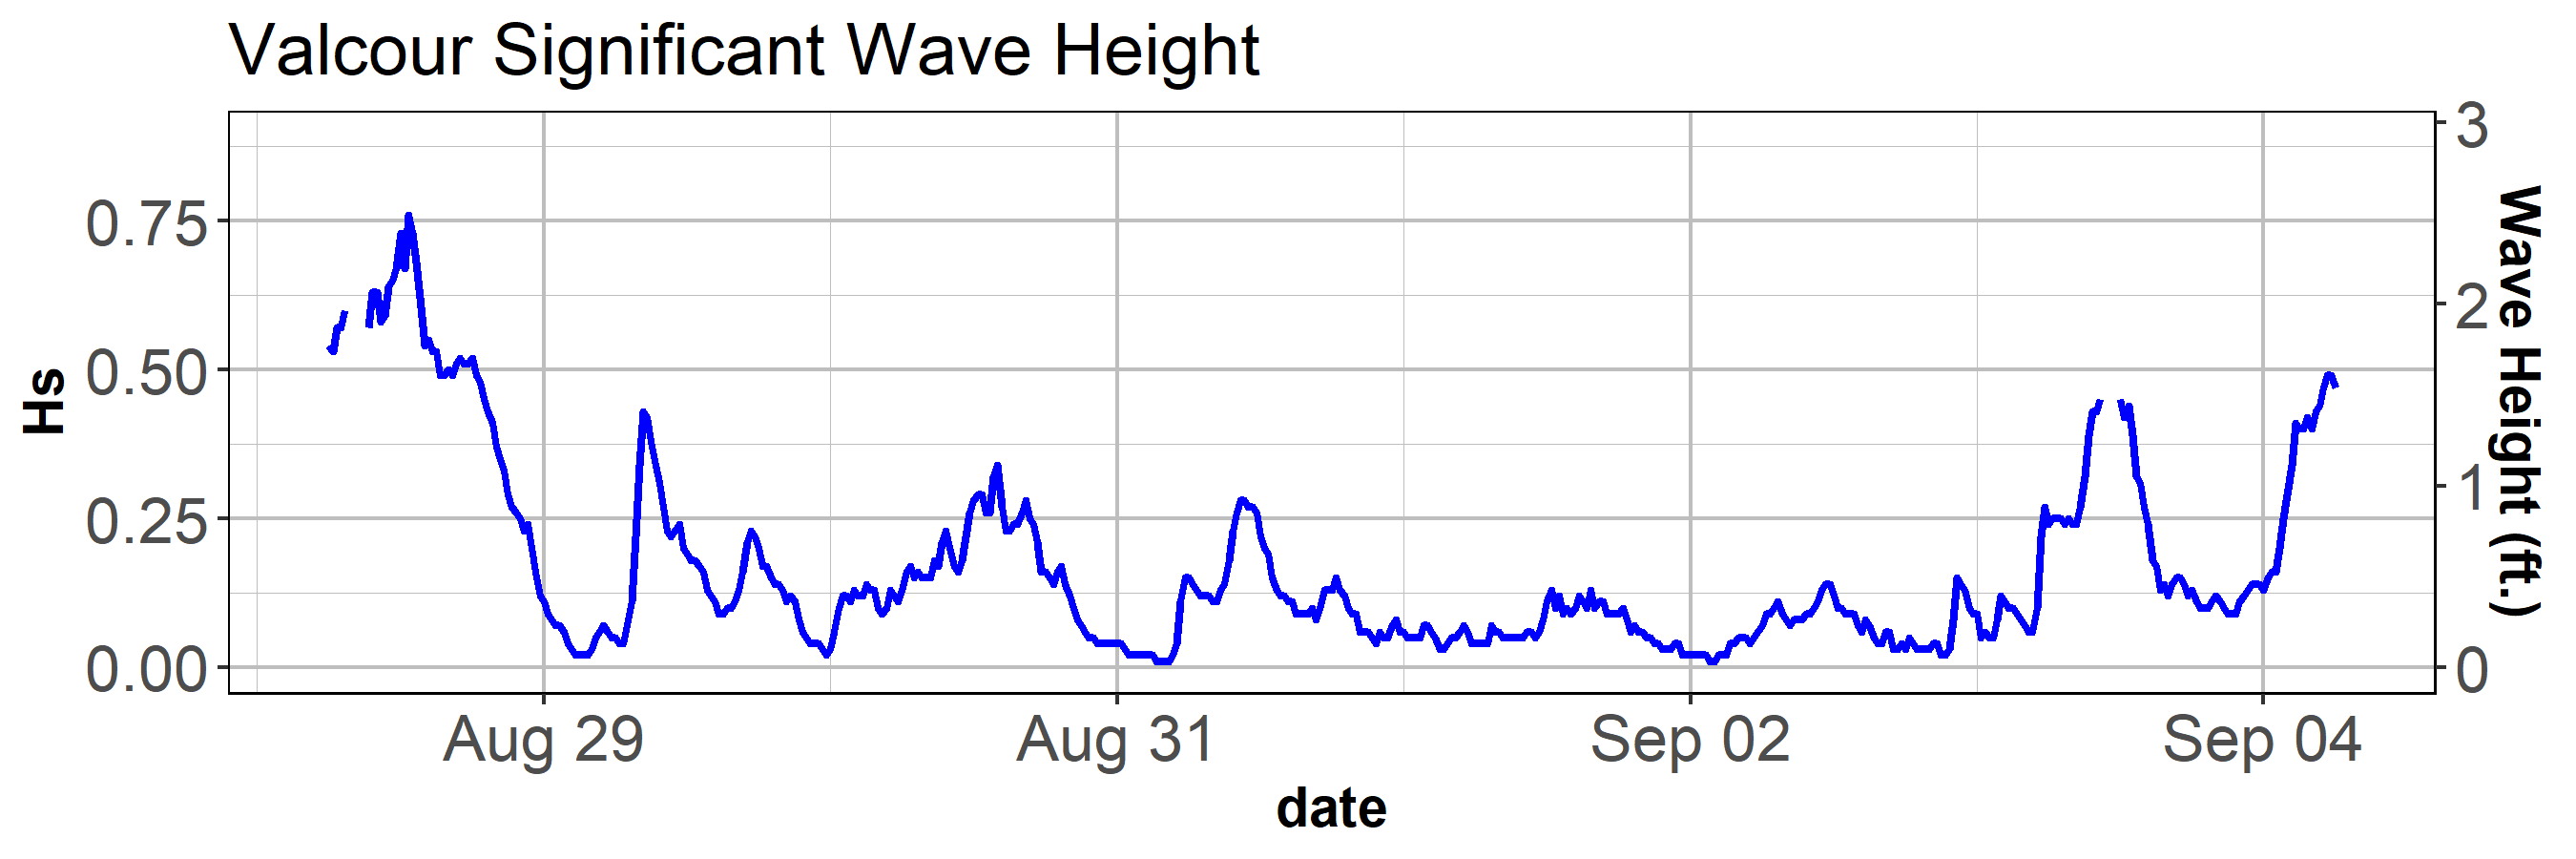 Valcour Significant Wave Height
Hs
0.75
0.50
0.25
0.00
3
2
1
0
Wave Height (ft.)
Aug 29
Aug 31
Sep 02
Sep 04
date